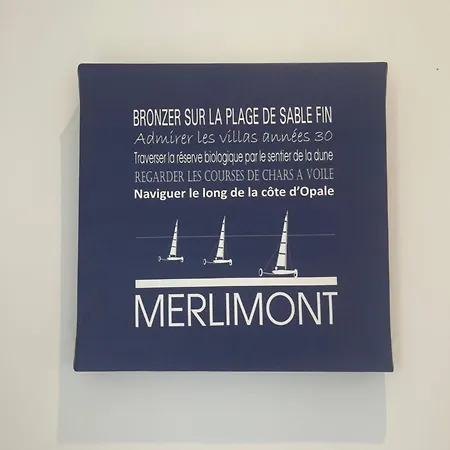 BRONZER SUR LA PLAGE DE SABLE FIN
Admirer les villas années 30
Traverser la réserve biologique par le sentier de la dune
REGARDER LES COURSES DE CHARS A VOILE
Naviguer le long de la côte d'Opale
MERLIMONT